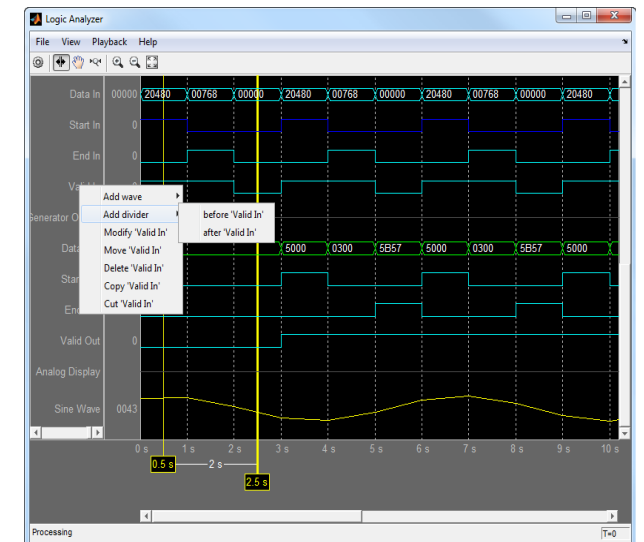 Logic Analyzer
File View Playback Help
Data In 00000 20480 00768 00000 20480 00768 00000 20480 00768 00000 20480
Start In 0
End In 0
Add wave
Add divider before 'Valid In'
Modify 'Valid In' after 'Valid In'
Move 'Valid In'
Delete 'Valid In'
Copy 'Valid In'
Cut 'Valid In'
Generator O
Data 5000 0300 5B57 5000 0300 5B57 5000
Star
En
Valid Out 0
Analog Display
Sine Wave 0043
0 s 1 s 2 s 3 s 4 s 5 s 6 s 7 s 8 s 9 s 10 s
0.5 s 2 s
2.5 s
Processing T=0